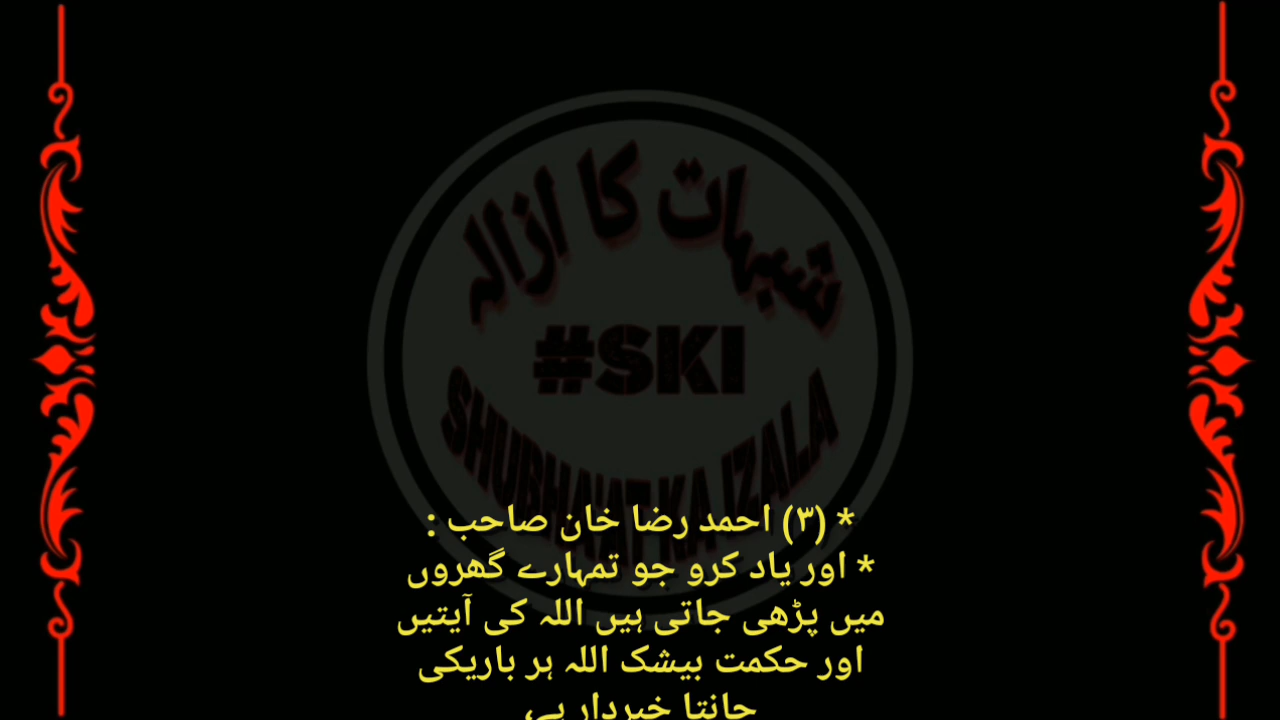 شبہات کا ازالہ
#SKI
SHUBHAAT KA IZALA
* (۳) احمد رضا خان صاحب :
* اور یاد کرو جو تمہارے گھروں
میں پڑھی جاتی ہیں اللہ کی آیتیں
اور حکمت بیشک اللہ ہر باریکی
جانتا خبردار ہے،